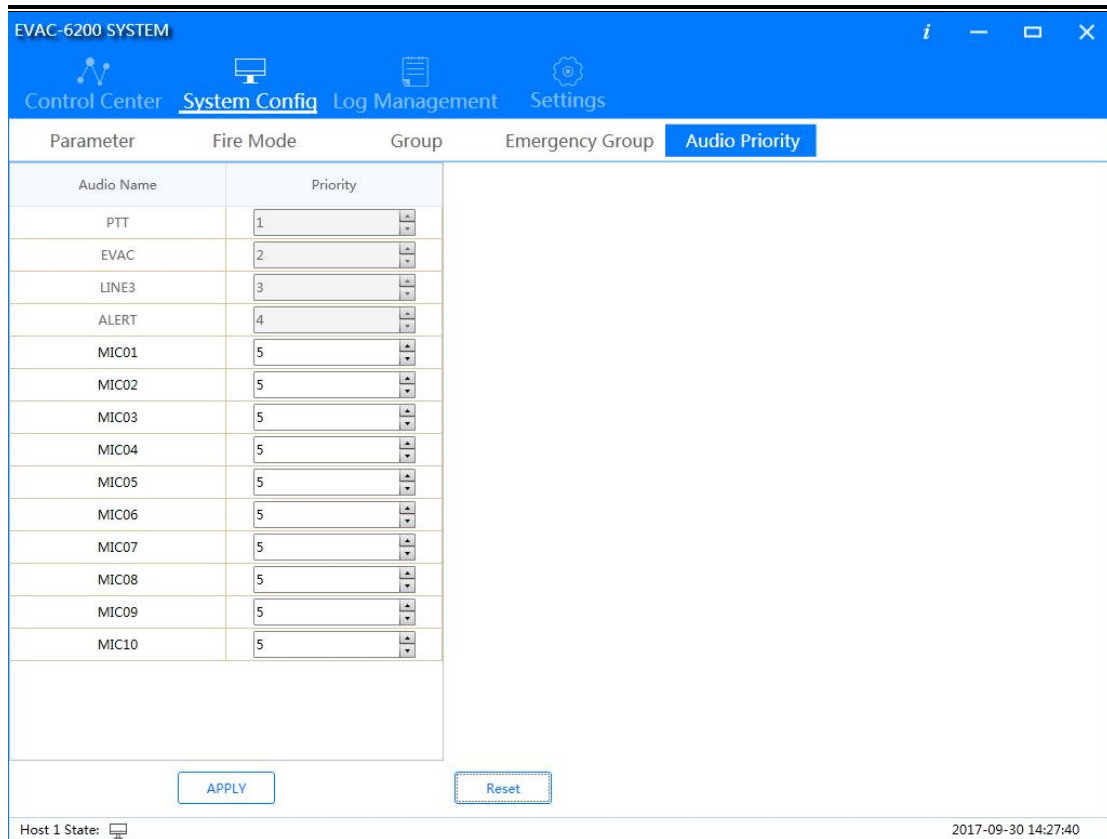 EVAC-6200 SYSTEM
i
Control Center System Config Log Management Settings
Parameter Fire Mode Group Emergency Group Audio Priority
Audio Name Priority
PTT 1
EVAC 2
LINE3 3
ALERT 4
MIC01 5
MIC02 5
MIC03 5
MIC04 5
MIC05 5
MIC06 5
MIC07 5
MIC08 5
MIC09 5
MIC10 5
APPLY Reset
Host 1 State: 2017-09-30 14:27:40